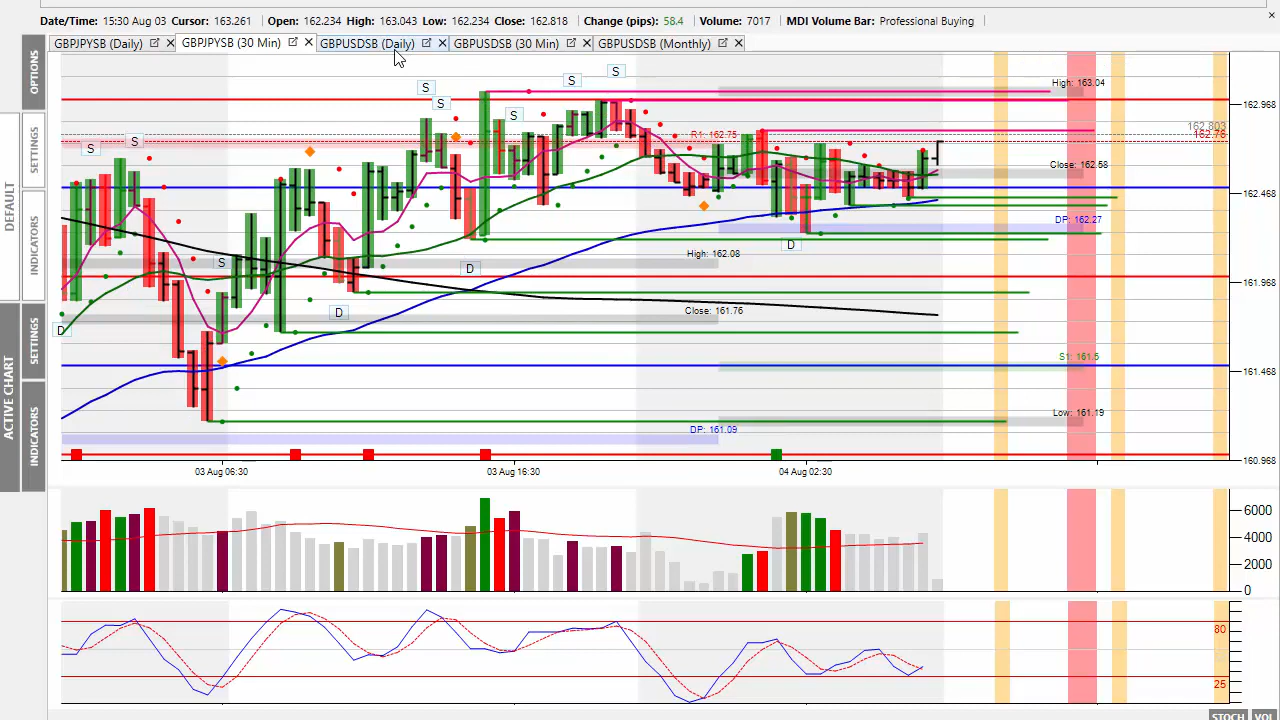 Date/Time: 15:30 Aug 03 Cursor: 163.261 Open: 162.234 High: 163.043 Low: 162.234 Close: 162.818 Change (pips): 58.4 Volume: 7017 MDI Volume Bar: Professional Buying
GBPJPYSB (Daily) GBPJPYSB (30 Min) GBPUSDSB (Daily) GBPUSDSB (30 Min) GBPUSDSB (Monthly)
OPTIONS
SETTINGS
INDICATORS
DEFAULT
SETTINGS
INDICATORS
ACTIVE CHART
S
S
S
S
High: 163.04
162.968
S
162.803
162.78
R1: 162.75
S
S
Close: 162.58
162.468
DP: 162.27
D
High: 162.08
S
D
161.968
D
Close: 161.76
D
S1: 161.5
161.468
Low: 161.19
DP: 161.09
160.968
03 Aug 06:30 03 Aug 16:30 04 Aug 02:30
6000
4000
2000
0
80
25
STOCH VOL